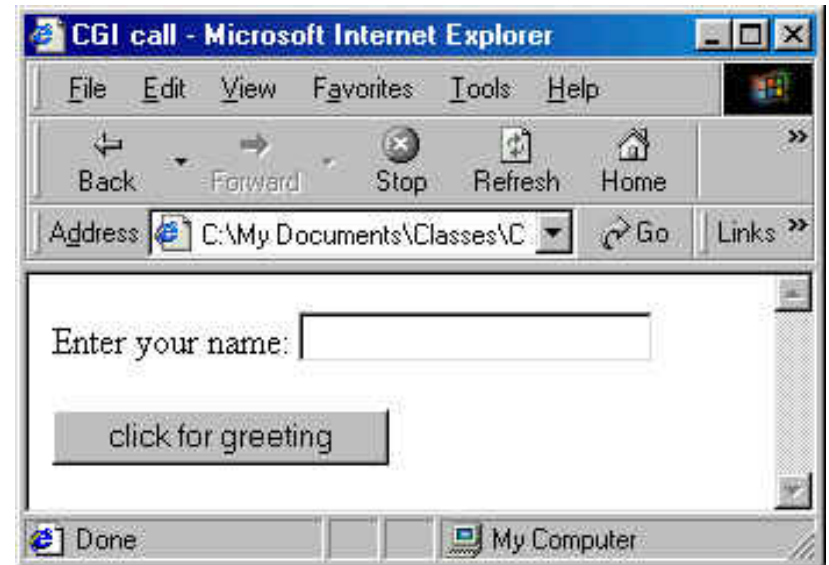 CGI call - Microsoft Internet Explorer
File Edit View Favorites Tools Help
»
Back Forward Stop Refresh Home
Address C:\My Documents\Classes\C Go Links »
Enter your name:
click for greeting
Done My Computer